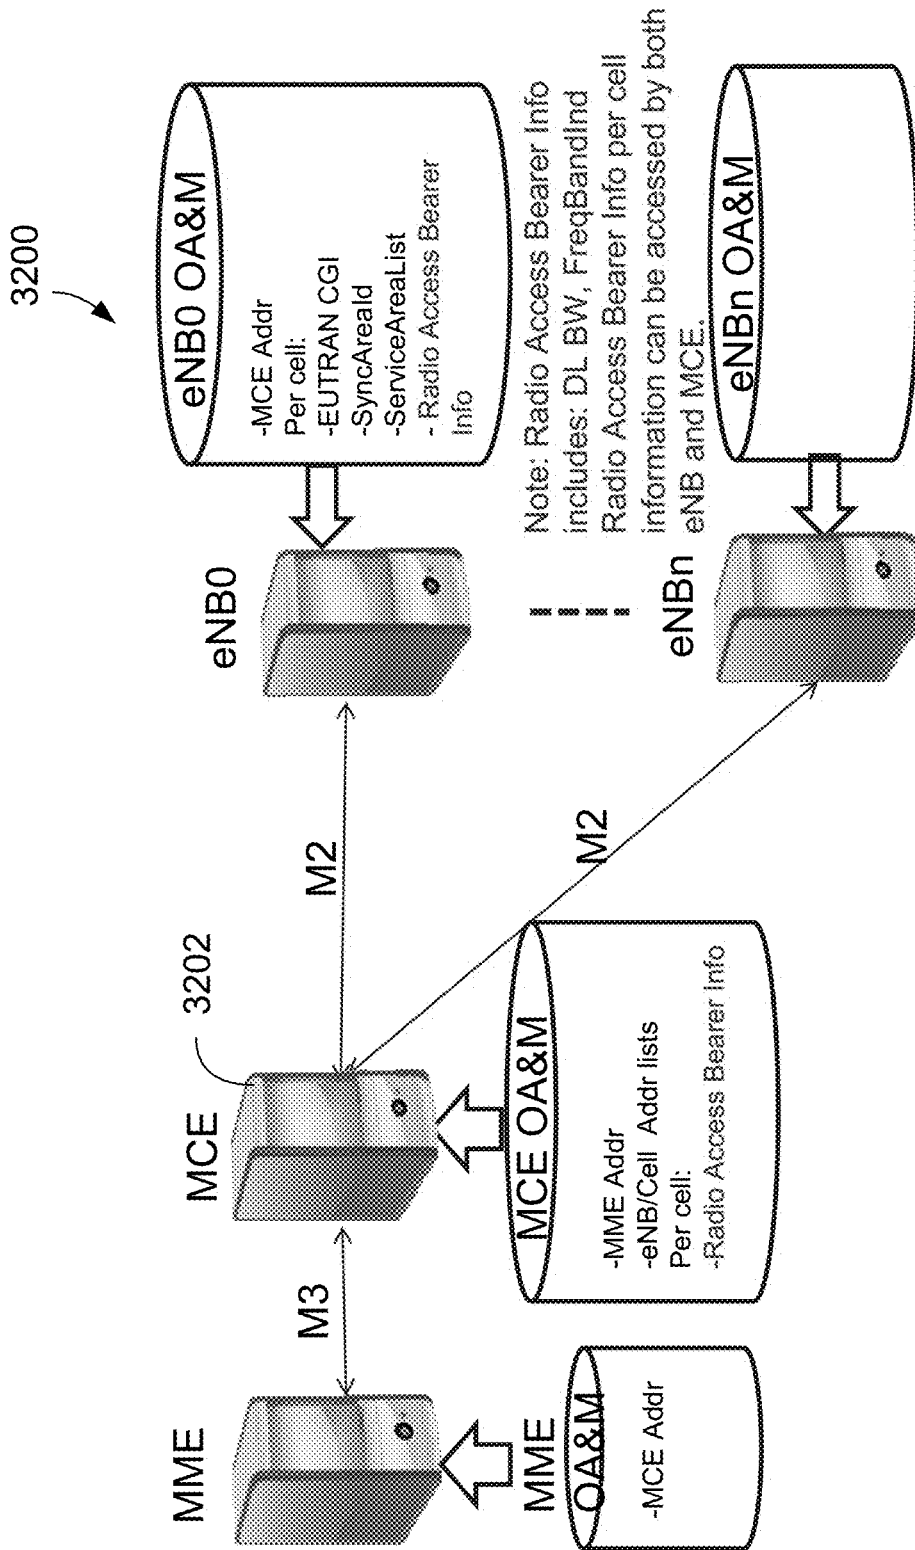 3200
eNB0 OA&M
-MCE Addr
Per cell:
-EUTRAN CGI
-SyncAreaId
-ServiceAreaList
- Radio Access Bearer
Info
eNB0
Note: Radio Access Bearer Info
includes: DL BW, FreqBandInd
Radio Access Bearer Info per cell
information can be accessed by both
eNB and MCE.
eNBn OA&M
eNBn
M2
M2
3202
MCE
MCE OA&M
-MME Addr
-eNB/Cell Addr lists
Per cell:
-Radio Access Bearer Info
M3
MME
MME
OA&M
-MCE Addr